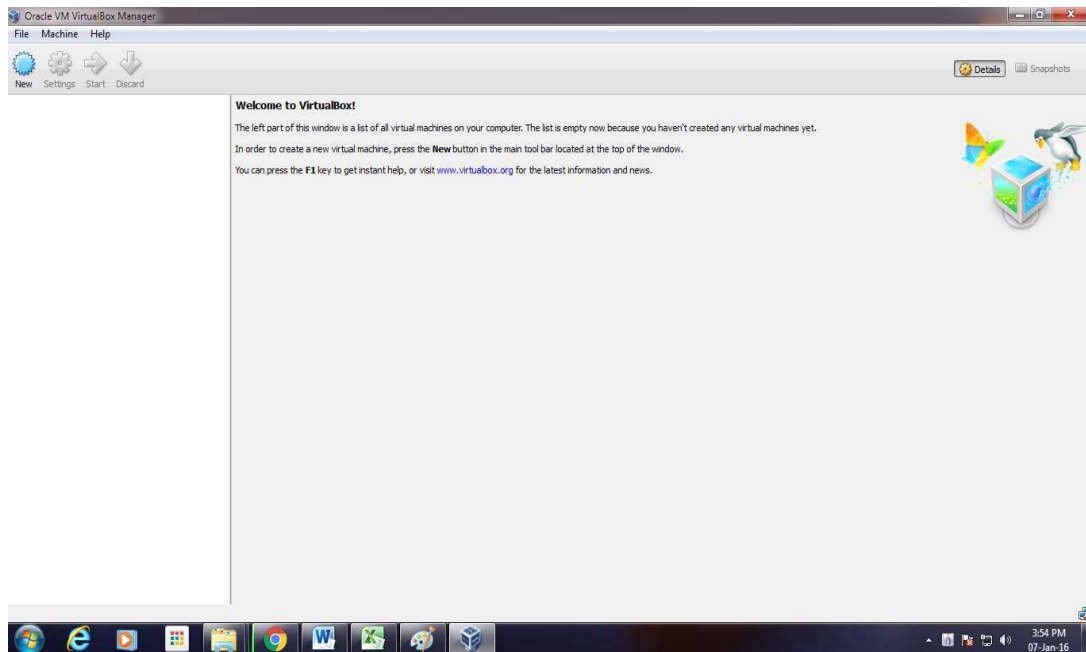 Oracle VM VirtualBox Manager
File Machine Help
New Settings Start Discard
Details Snapshots
Welcome to VirtualBox!
The left part of this window is a list of all virtual machines on your computer. The list is empty now because you haven't created any virtual machines yet.
In order to create a new virtual machine, press the New button in the main tool bar located at the top of the window.
You can press the F1 key to get instant help, or visit www.virtualbox.org for the latest information and news.
3:54 PM
07-Jan-16